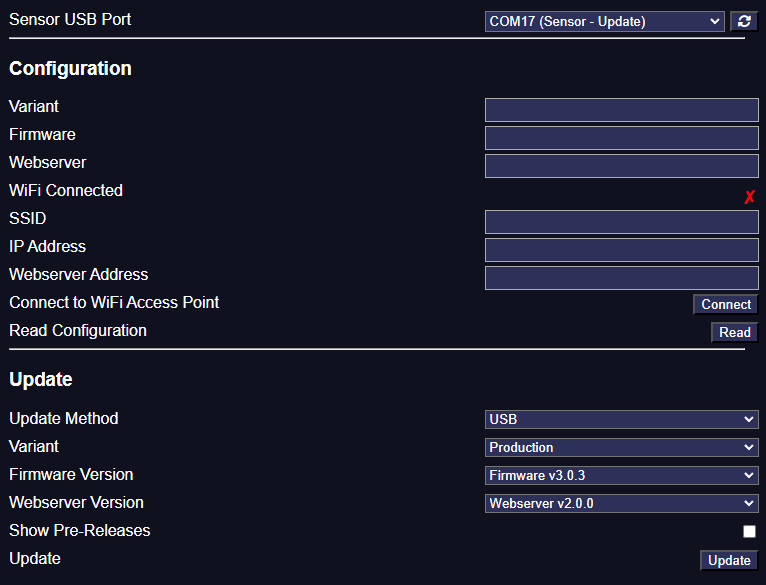 Sensor USB Port COM17 (Sensor - Update)
Configuration
Variant
Firmware
Webserver
WiFi Connected ✗
SSID
IP Address
Webserver Address
Connect to WiFi Access Point Connect
Read Configuration Read
Update
Update Method USB
Variant Production
Firmware Version Firmware v3.0.3
Webserver Version Webserver v2.0.0
Show Pre-Releases
Update Update